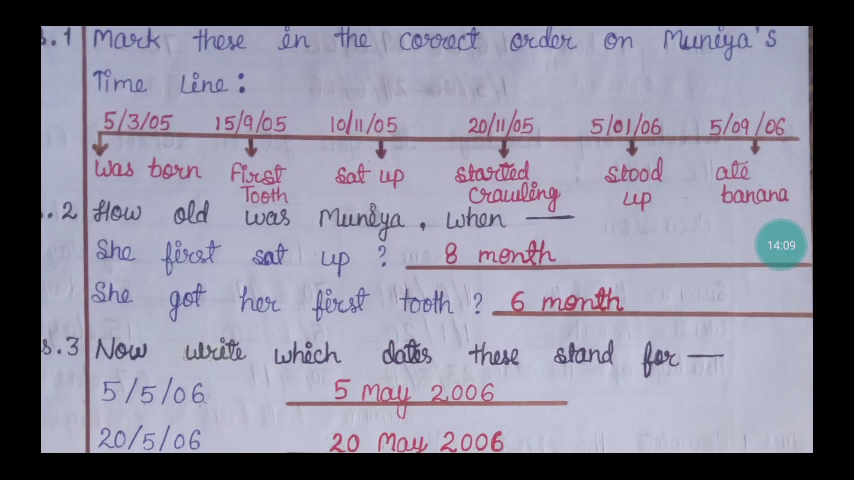 s.1 Mark these in the correct order on Muniya's
Time Line:
5/3/05 15/9/05 10/11/05 20/11/05 5/01/06 5/09/06
was born first Tooth sat up started crawling stood up ate banana
.2 How old was Muniya, when —
She first sat up ? 8 month
She got her first tooth? 6 month
s.3 Now write which dates these stand for —
5/5/06 5 May 2006
20/5/06 20 May 2006
14:09